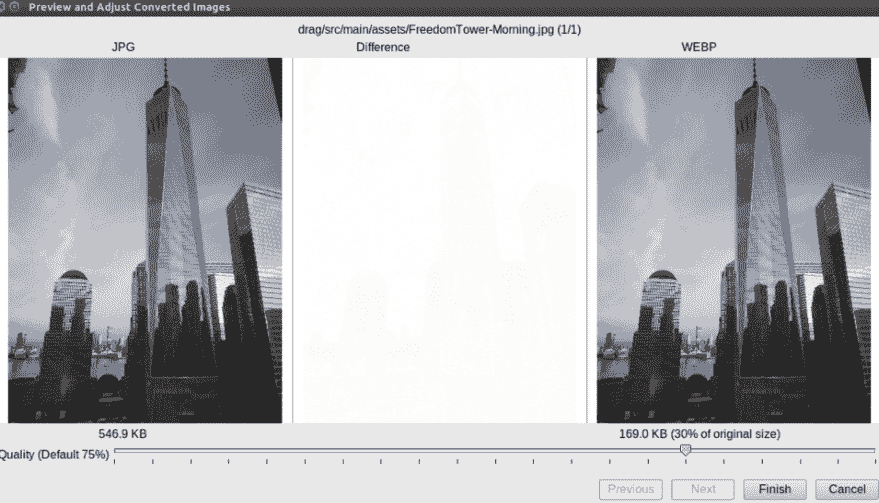 Preview and Adjust Converted Images
drag/src/main/assets/FreedomTower-Morning.jpg (1/1)
JPG Difference WEBP
546.9 KB 169.0 KB (30% of original size)
Quality (Default 75%)
Previous Next Finish Cancel